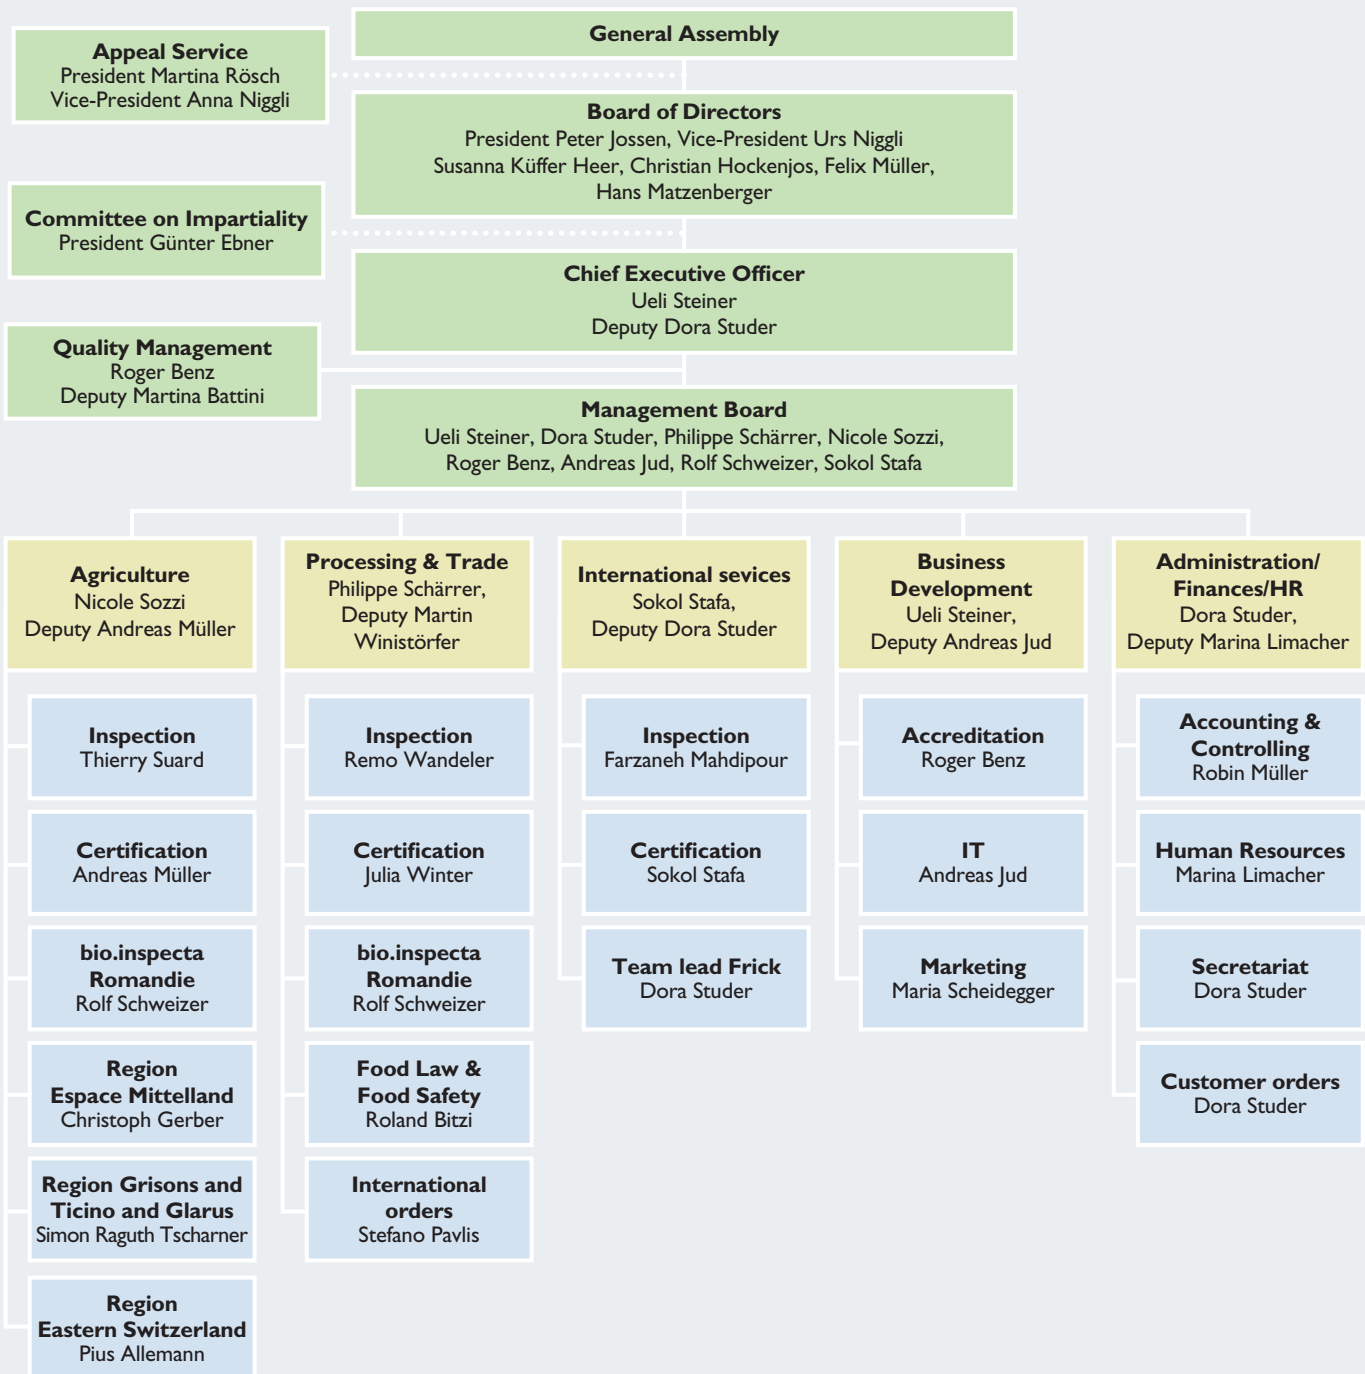 General Assembly
Appeal Service
President Martina Rösch
Vice-President Anna Niggli
Board of Directors
President Peter Jossen, Vice-President Urs Niggli
Susanna Küffer Heer, Christian Hockenjos, Felix Müller,
Hans Matzenberger
Committee on Impartiality
President Günter Ebner
Chief Executive Officer
Ueli Steiner
Deputy Dora Studer
Quality Management
Roger Benz
Deputy Martina Battini
Management Board
Ueli Steiner, Dora Studer, Philippe Schärrer, Nicole Sozzi,
Roger Benz, Andreas Jud, Rolf Schweizer, Sokol Stafa
Agriculture
Nicole Sozzi
Deputy Andreas Müller
Inspection
Thierry Suard
Certification
Andreas Müller
bio.inspecta
Romandie
Rolf Schweizer
Region
Espace Mittelland
Christoph Gerber
Region Grisons and
Ticino and Glarus
Simon Raguth Tscharner
Region
Eastern Switzerland
Pius Allemann
Processing & Trade
Philippe Schärrer,
Deputy Martin
Winistörfer
Inspection
Remo Wandeler
Certification
Julia Winter
bio.inspecta
Romandie
Rolf Schweizer
Food Law &
Food Safety
Roland Bitzi
International
orders
Stefano Pavlis
International sevices
Sokol Stafa,
Deputy Dora Studer
Inspection
Farzaneh Mahdipour
Certification
Sokol Stafa
Team lead Frick
Dora Studer
Business
Development
Ueli Steiner,
Deputy Andreas Jud
Accreditation
Roger Benz
IT
Andreas Jud
Marketing
Maria Scheidegger
Administration/
Finances/HR
Dora Studer,
Deputy Marina Limacher
Accounting &
Controlling
Robin Müller
Human Resources
Marina Limacher
Secretariat
Dora Studer
Customer orders
Dora Studer